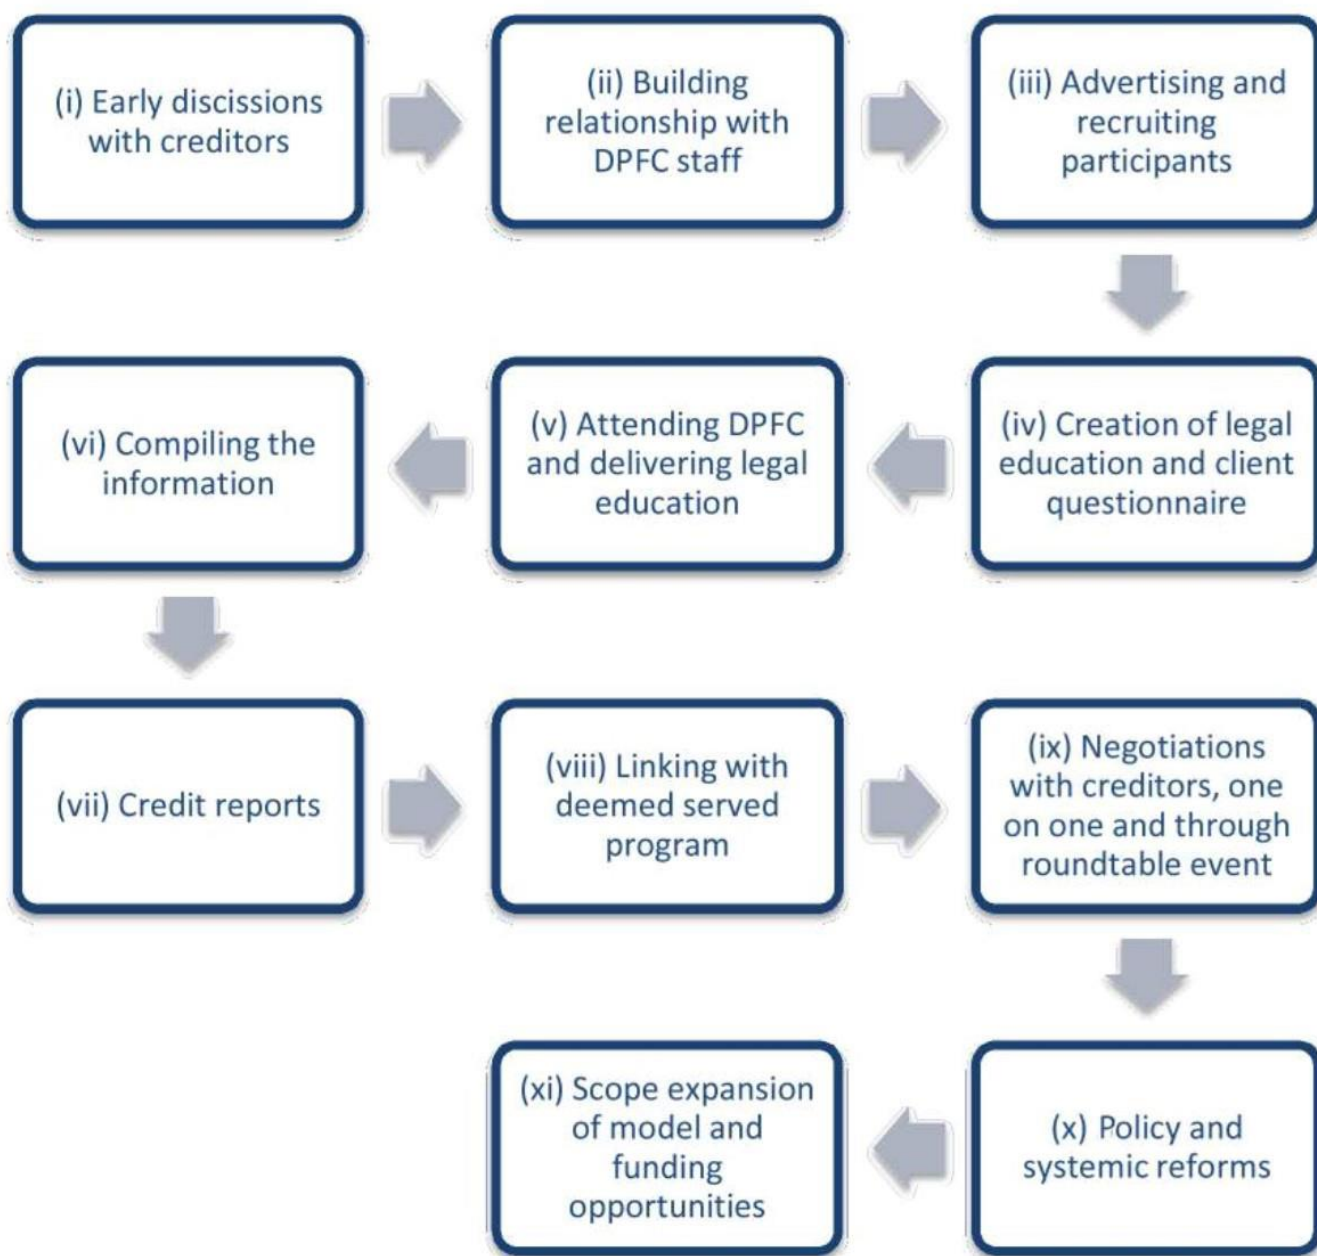 (i) Early discissions
with creditors
(ii) Building
relationship with
DPFC staff
(iii) Advertising and
recruiting
participants
(iv) Creation of legal
education and client
questionnaire
(v) Attending DPFC
and delivering legal
education
(vi) Compiling the
information
(vii) Credit reports
(viii) Linking with
deemed served
program
(ix) Negotiations
with creditors, one
on one and through
roundtable event
(x) Policy and
systemic reforms
(xi) Scope expansion
of model and
funding
opportunities